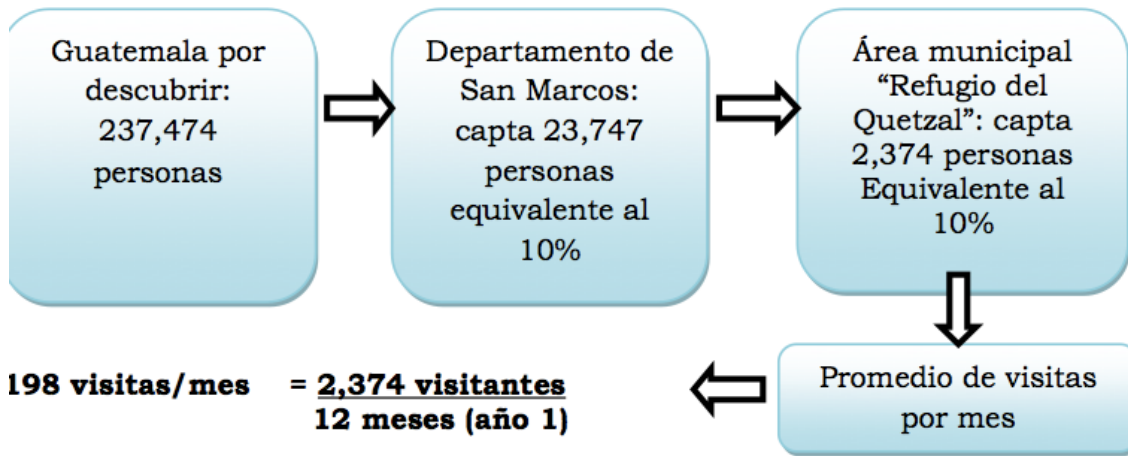 Guatemala por
descubrir:
237,474
personas
Departamento de
San Marcos:
capta 23,747
personas
equivalente al
10%
Área municipal
“Refugio del
Quetzal”: capta
2,374 personas
Equivalente al
10%
Promedio de visitas
por mes
198 visitas/mes = 2,374 visitantes
12 meses (año 1)